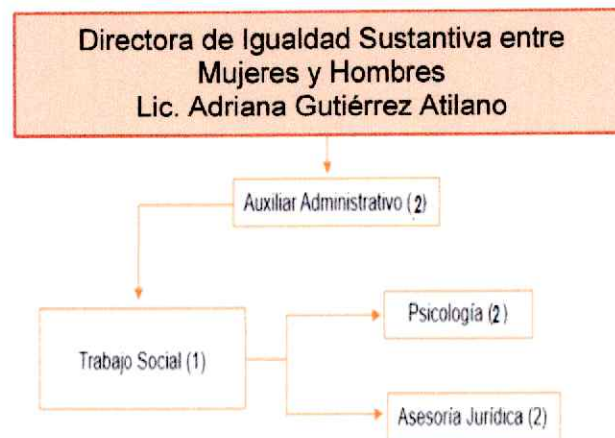 Directora de Igualdad Sustantiva entre
Mujeres y Hombres
Lic. Adriana Gutiérrez Atilano
Auxiliar Administrativo (2)
Psicología (2)
Trabajo Social (1)
Asesoría Jurídica (2)